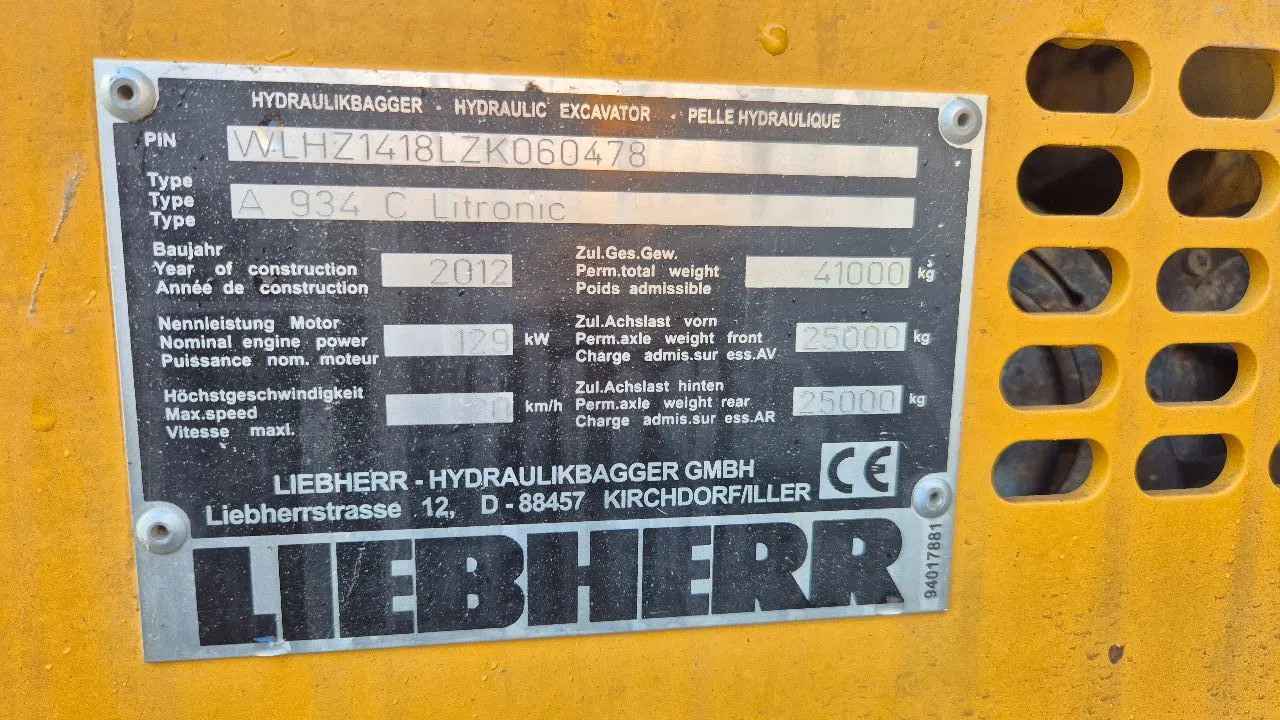 HYDRAULIKBAGGER - HYDRAULIC EXCAVATOR - PELLE HYDRAULIQUE
PIN WLHZ1418LZK060478
Type
Type A 934 C Litronic
Type
Baujahr
Year of construction 2012
Année de construction
Zul.Ges.Gew.
Perm.total weight 41000 kg
Poids admissible
Nennleistung Motor
Nominal engine power 129 kW
Puissance nom. moteur
Zul.Achslast vorn
Perm.axle weight front 25000 kg
Charge admis.sur ess.AV
Höchstgeschwindigkeit
Max.speed 20 km/h
Vitesse maxl.
Zul.Achslast hinten
Perm.axle weight rear 25000 kg
Charge admis.sur ess.AR
LIEBHERR - HYDRAULIKBAGGER GMBH
Liebherrstrasse 12, D - 88457 KIRCHDORF/ILLER
CE
LIEBHERR
94017881